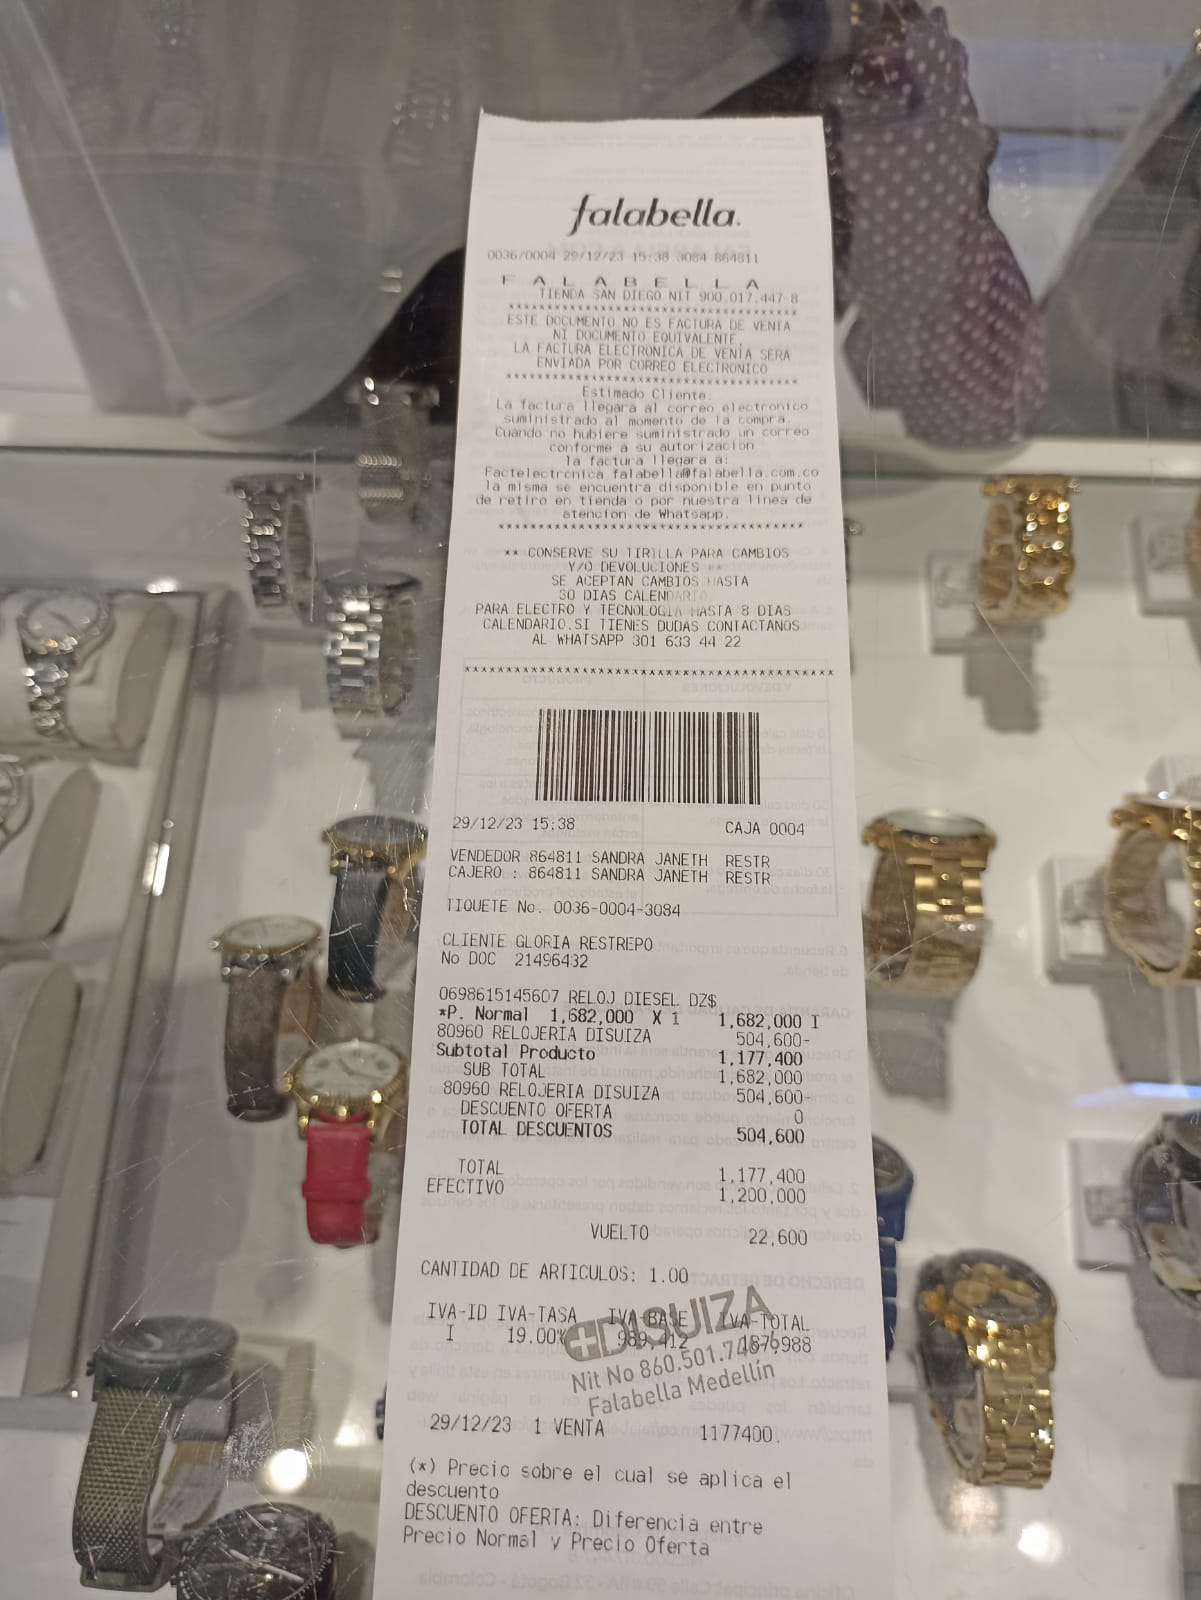 falabella.
0036/0004 29/12/23 15:38 3084 864811
F A L A B E L L A
TIENDA SAN DIEGO NIT 900.017.447-8
********************************************
ESTE DOCUMENTO NO ES FACTURA DE VENTA
NI DOCUMENTO EQUIVALENTE.
LA FACTURA ELECTRONICA DE VENTA SERA
ENVIADA POR CORREO ELECTRONICO
********************************************
Estimado Cliente:
La factura llegara al correo electronico
suministrado al momento de la compra.
Cuando no hubiere suministrado un correo
conforme a su autorizacion
la factura llegara a:
Factelectronica falabella@falabella.com.co
la misma se encuentra disponible en punto
de retiro en tienda o por nuestra linea de
atencion de Whatsapp.
********************************************
** CONSERVE SU TIRILLA PARA CAMBIOS
Y/O DEVOLUCIONES **
SE ACEPTAN CAMBIOS HASTA
30 DIAS CALENDARIO
PARA ELECTRO Y TECNOLOGIA HASTA 8 DIAS
CALENDARIO.SI TIENES DUDAS CONTACTANOS
AL WHATSAPP 301 633 44 22
********************************************
29/12/23 15:38 CAJA 0004
VENDEDOR 864811 SANDRA JANETH RESTR
CAJERO : 864811 SANDRA JANETH RESTR
TIQUETE No. 0036-0004-3084
CLIENTE GLORIA RESTREPO
No DOC 21496432
0698615145607 RELOJ DIESEL DZ$
*P. Normal 1,682,000 X 1 1,682,000 I
80960 RELOJERIA DISUIZA 504,600-
Subtotal Producto 1,177,400
SUB TOTAL 1,682,000
80960 RELOJERIA DISUIZA 504,600-
DESCUENTO OFERTA 0
TOTAL DESCUENTOS 504,600
TOTAL 1,177,400
EFECTIVO 1,200,000
VUELTO 22,600
CANTIDAD DE ARTICULOS: 1.00
IVA-ID IVA-TASA IVA-BASE IVA-TOTAL
I 19.00% 989,412 187,988
DISUIZA
Nit No 860.501.746-9
Falabella Medellín
29/12/23 1 VENTA 1177400.
(*) Precio sobre el cual se aplica el
descuento
DESCUENTO OFERTA: Diferencia entre
Precio Normal y Precio Oferta